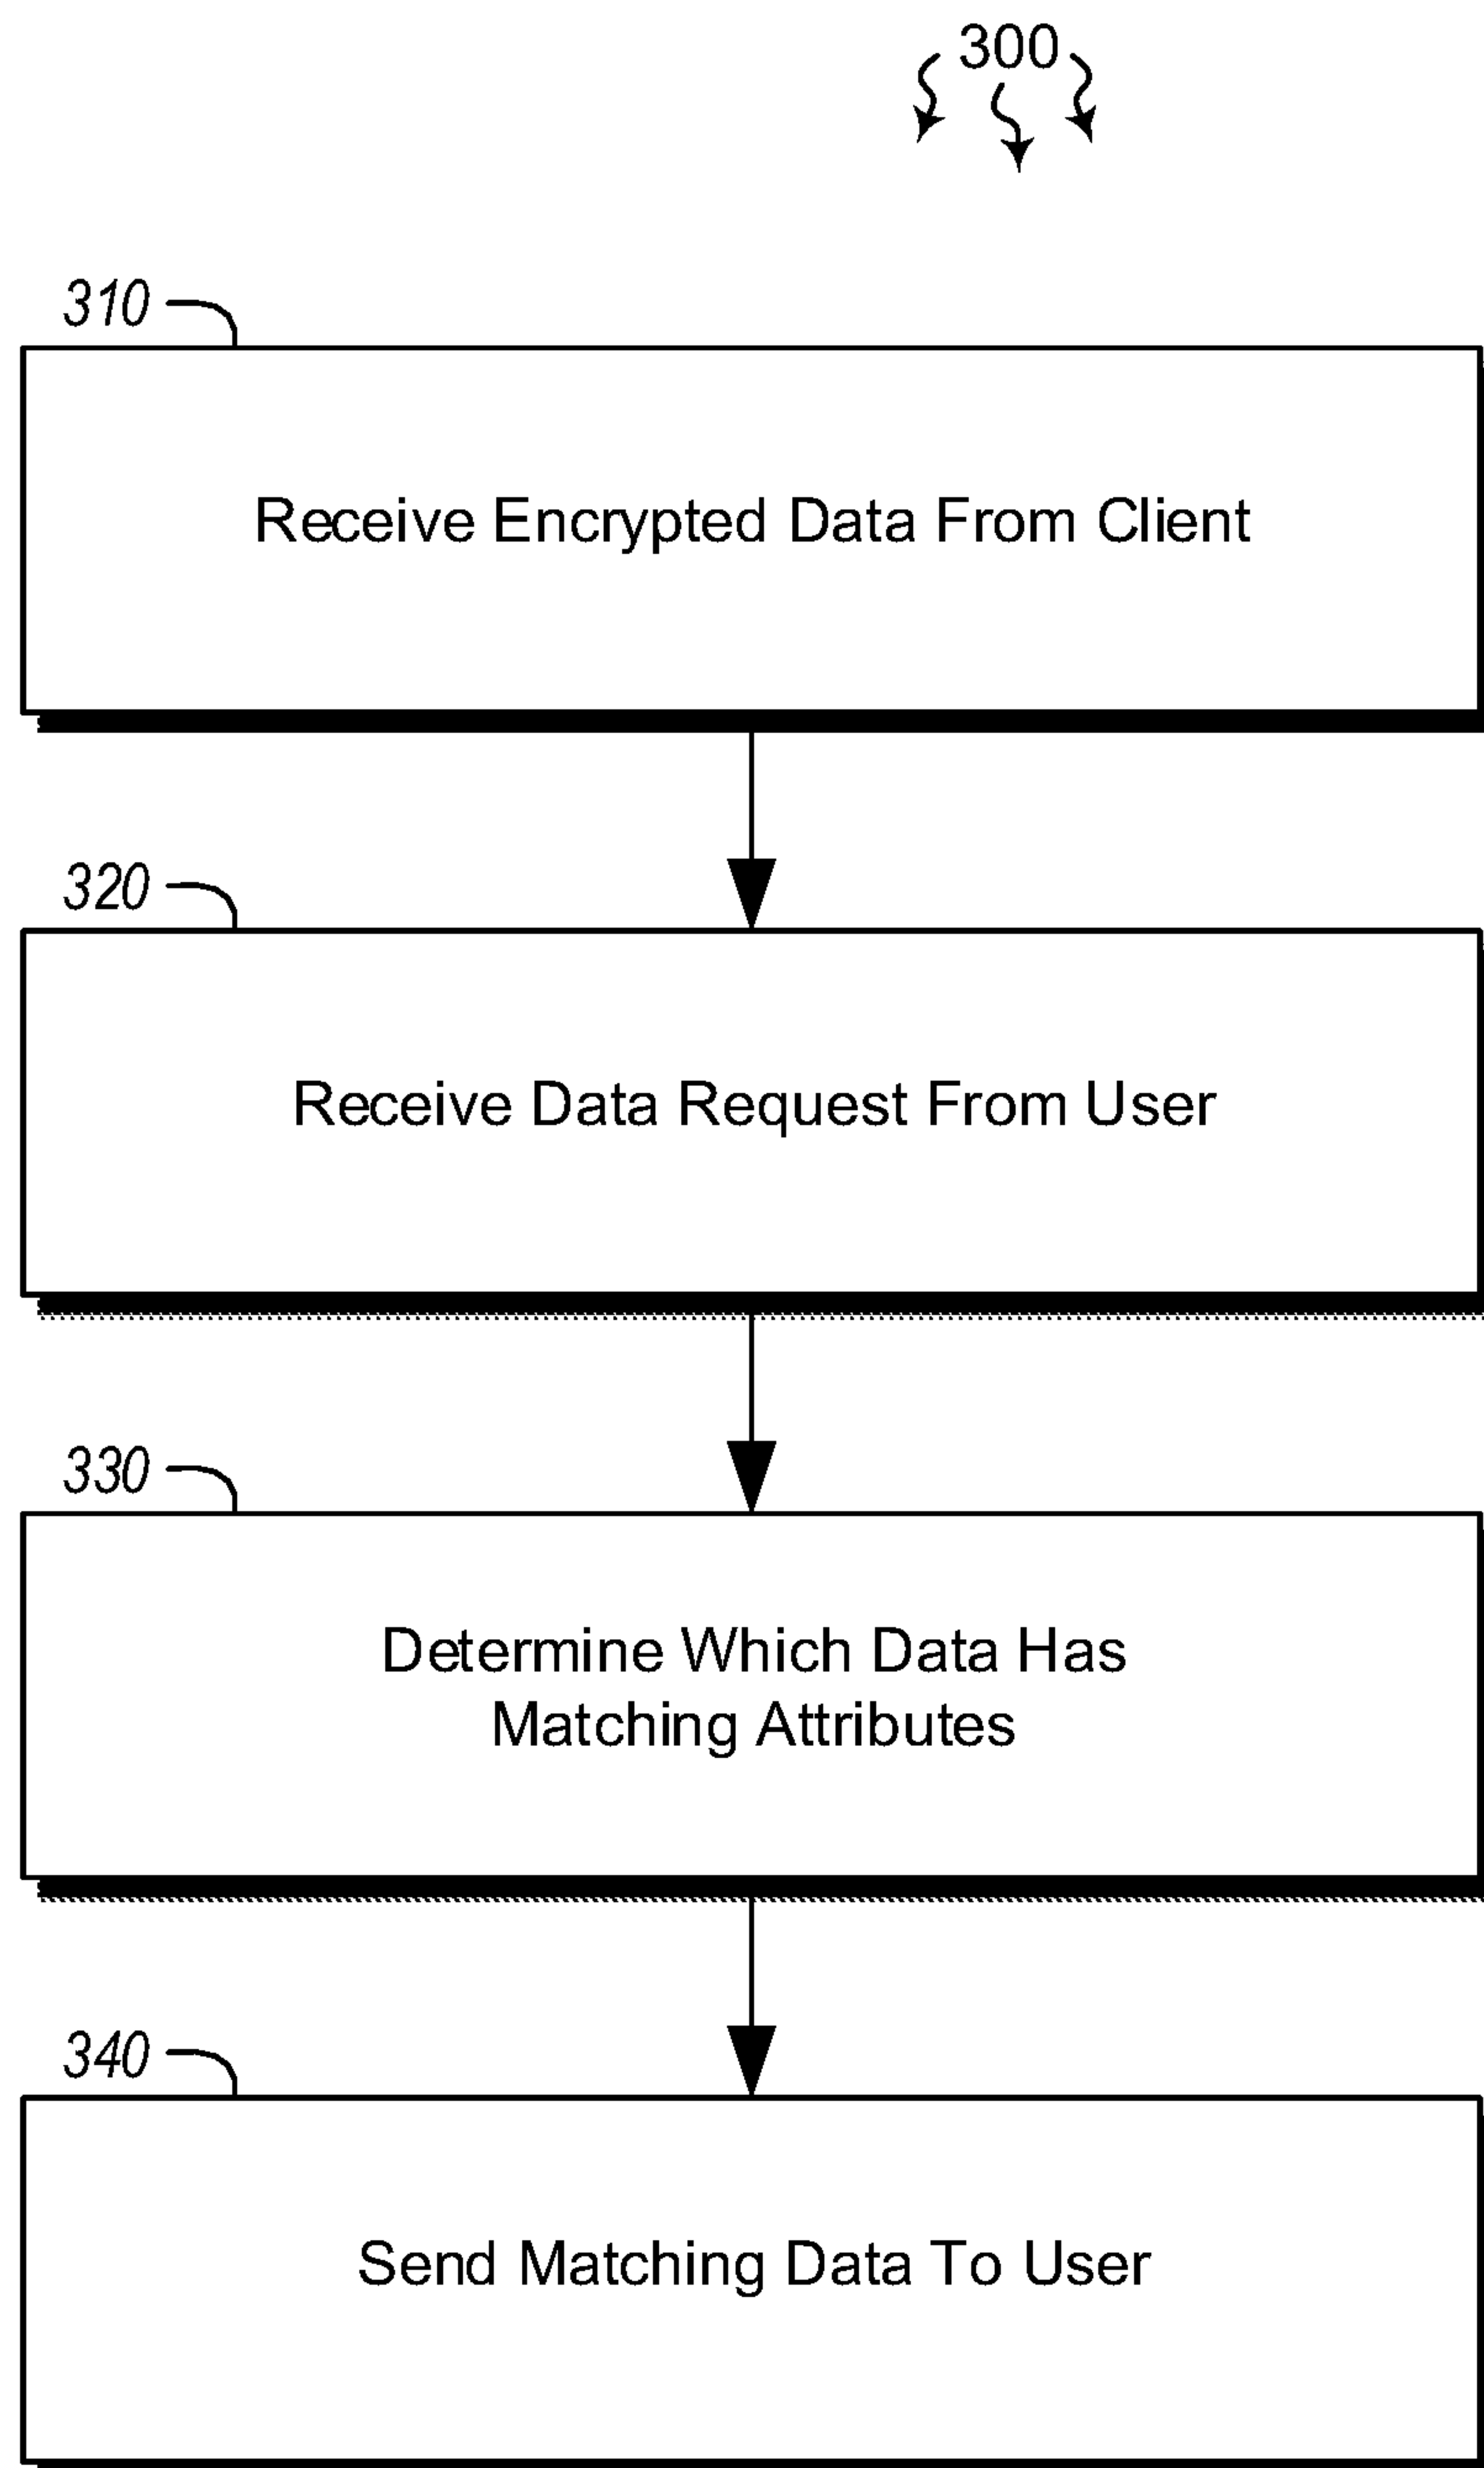 300
310
Receive Encrypted Data From Client
320
Receive Data Request From User
330
Determine Which Data Has
Matching Attributes
340
Send Matching Data To User